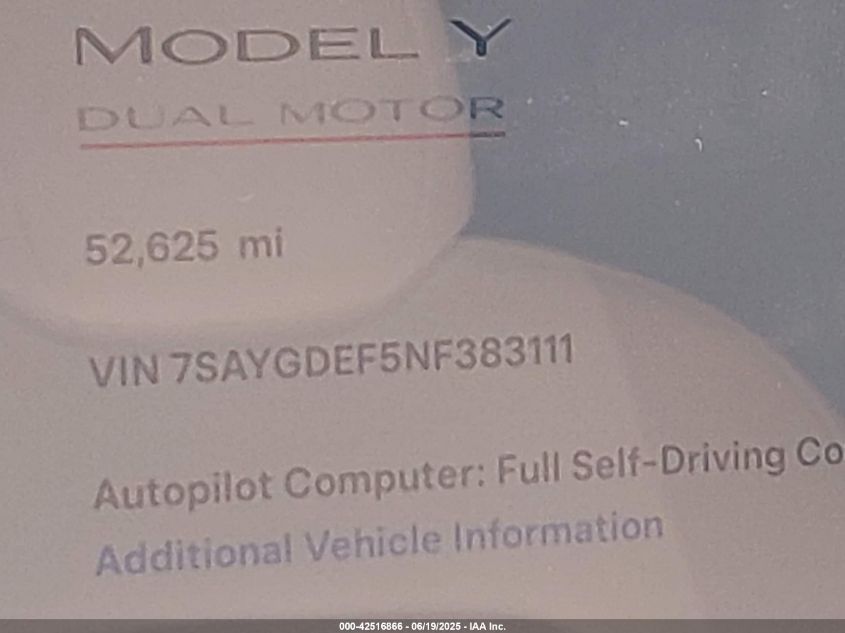 MODEL Y
DUAL MOTOR
52,625 mi
VIN 7SAYGDEF5NF383111
Autopilot Computer: Full Self-Driving Co
Additional Vehicle Information
000-42516866 - 06/19/2025 - IAA Inc.